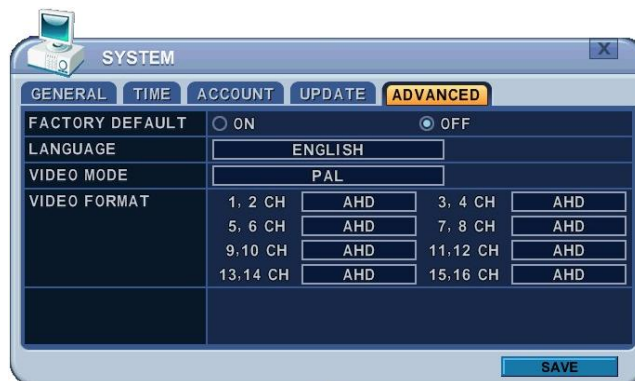 SYSTEM
X
GENERAL TIME ACCOUNT UPDATE ADVANCED
FACTORY DEFAULT ON OFF
LANGUAGE ENGLISH
VIDEO MODE PAL
VIDEO FORMAT 1, 2 CH AHD 3, 4 CH AHD
5, 6 CH AHD 7, 8 CH AHD
9,10 CH AHD 11,12 CH AHD
13,14 CH AHD 15,16 CH AHD
SAVE